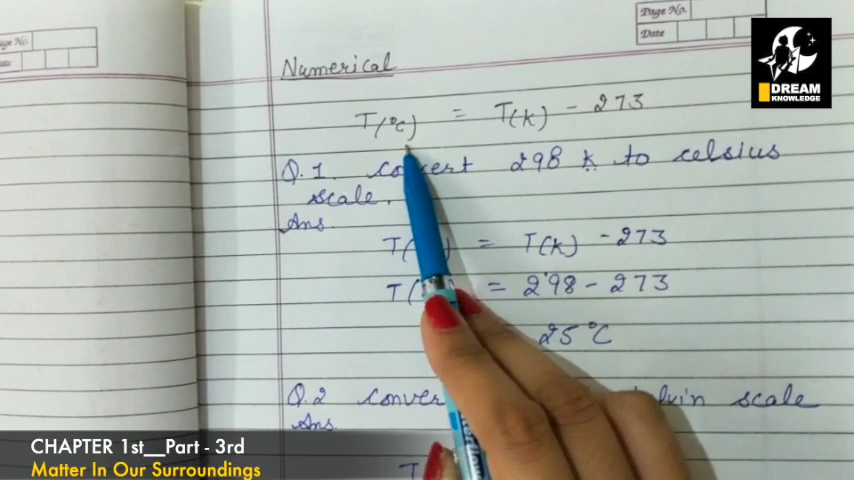 Page No.
Date
DREAM
KNOWLEDGE
Numerical
T(°C) = T(K) - 273
Q.1. Convert 298 K to celsius
scale.
Ans.
T( ) = T(K) - 273
T( = 298 - 273
25°C
Q.2 Conver scale
Ans.
T
CHAPTER 1st__Part - 3rd
Matter In Our Surroundings